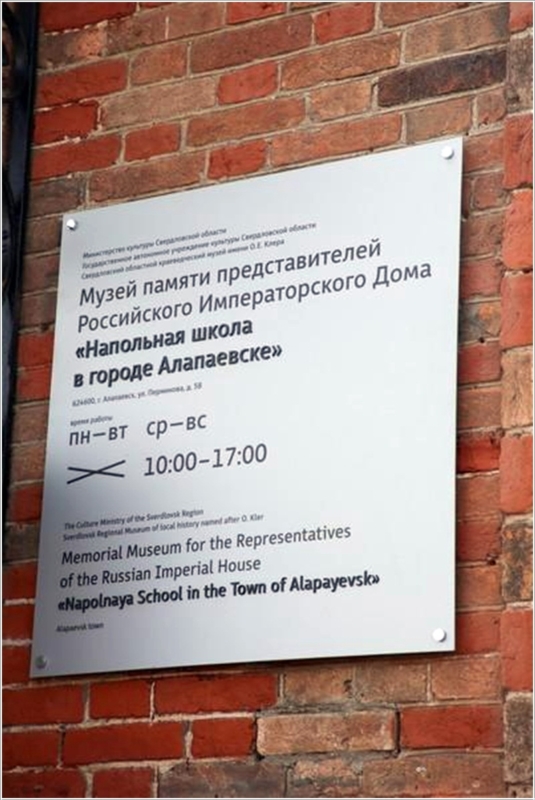 Министерство культуры Свердловской области
Государственное автономное учреждение культуры Свердловской области
Свердловский областной краеведческий музей имени О.Е. Клера
Музей памяти представителей
Российского Императорского Дома
«Напольная школа
в городе Алапаевске»
624600, г. Алапаевск, ул. Перминова, д. 58
время работы
пн–вт ср–вс
10:00–17:00
The Culture Ministry of the Sverdlovsk Region
Sverdlovsk Regional Museum of local history named after O. Kler
Memorial Museum for the Representatives
of the Russian Imperial House
«Napolnaya School in the Town of Alapayevsk»
Alapaevsk town